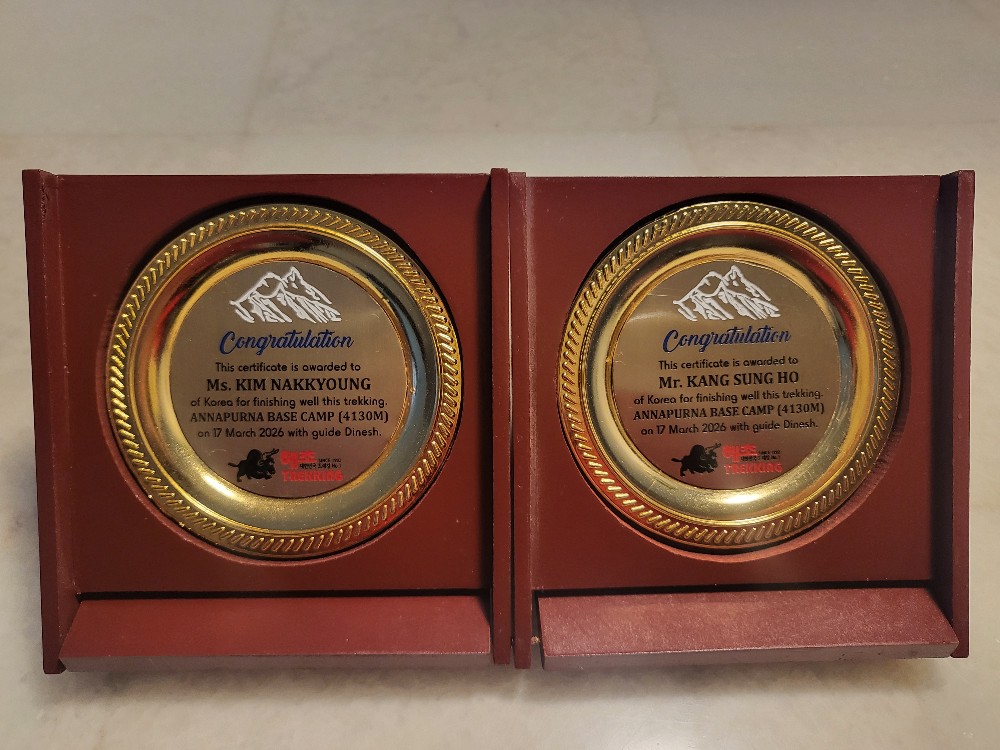 Congratulation
This certificate is awarded to
Ms. KIM NAKKYOUNG
of Korea for finishing well this trekking.
ANNAPURNA BASE CAMP (4130M)
on 17 March 2026 with guide Dinesh.
TREKKING
Congratulation
This certificate is awarded to
Mr. KANG SUNG HO
of Korea for finishing well this trekking.
ANNAPURNA BASE CAMP (4130M)
on 17 March 2026 with guide Dinesh.
TREKKING